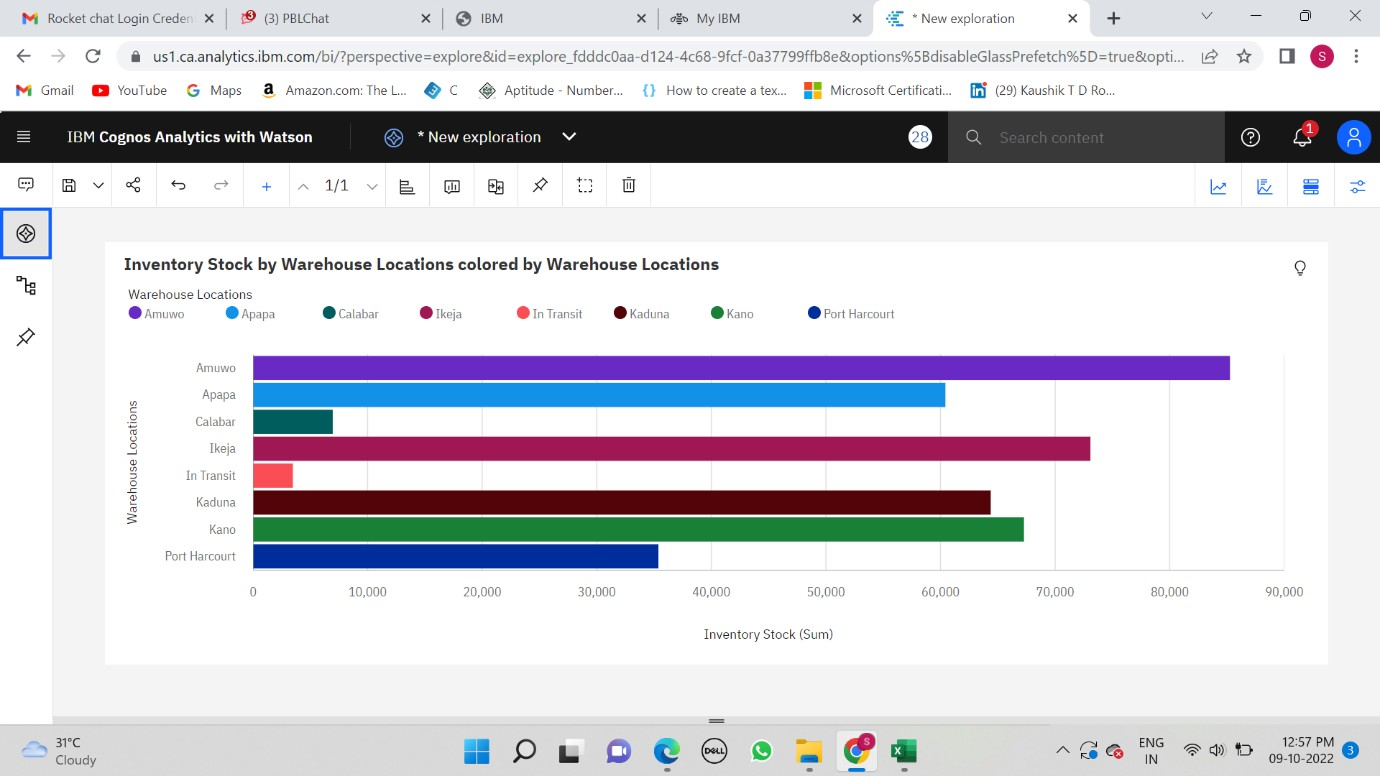 Rocket chat Login Creden
(3) PBLChat
IBM
My IBM
* New exploration
us1.ca.analytics.ibm.com/bi/?perspective=explore&id=explore_fdddc0aa-d124-4c68-9fcf-0a37799ffb8e&options%5BdisableGlassPrefetch%5D=true&opti...
S
Gmail
YouTube
Maps
Amazon.com: The L...
C
Aptitude - Number...
How to create a tex...
Microsoft Certificati...
(29) Kaushik T D Ro...
IBM Cognos Analytics with Watson
* New exploration
28
Search content
1
1/1
Inventory Stock by Warehouse Locations colored by Warehouse Locations
Warehouse Locations
Amuwo
Apapa
Calabar
Ikeja
In Transit
Kaduna
Kano
Port Harcourt
Warehouse Locations
Amuwo
Apapa
Calabar
Ikeja
In Transit
Kaduna
Kano
Port Harcourt
0
10,000
20,000
30,000
40,000
50,000
60,000
70,000
80,000
90,000
Inventory Stock (Sum)
31°C
Cloudy
DELL
S
ENG
IN
12:57 PM
09-10-2022
3